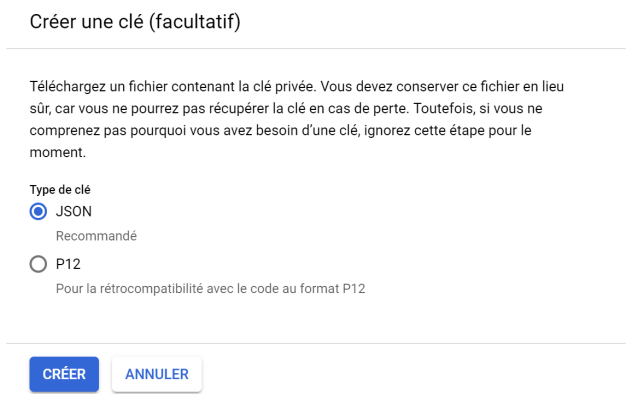 Créer une clé (facultatif)
Téléchargez un fichier contenant la clé privée. Vous devez conserver ce fichier en lieu
sûr, car vous ne pourrez pas récupérer la clé en cas de perte. Toutefois, si vous ne
comprenez pas pourquoi vous avez besoin d’une clé, ignorez cette étape pour le
moment.
Type de clé
JSON
Recommandé
P12
Pour la rétrocompatibilité avec le code au format P12
CRÉER
ANNULER